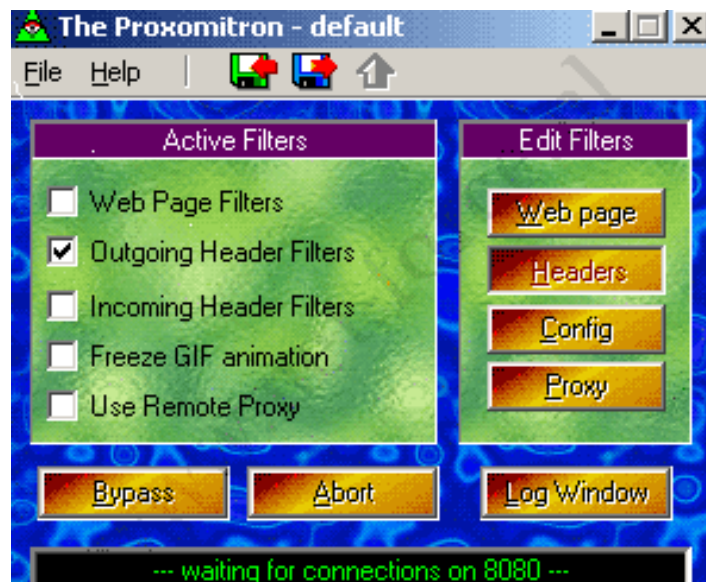 The Proxomitron - default
File Help
Active Filters
Edit Filters
Web Page Filters
Web page
Outgoing Header Filters
Headers
Incoming Header Filters
Config
Freeze GIF animation
Proxy
Use Remote Proxy
Bypass
Abort
Log Window
--- waiting for connections on 8080 ---